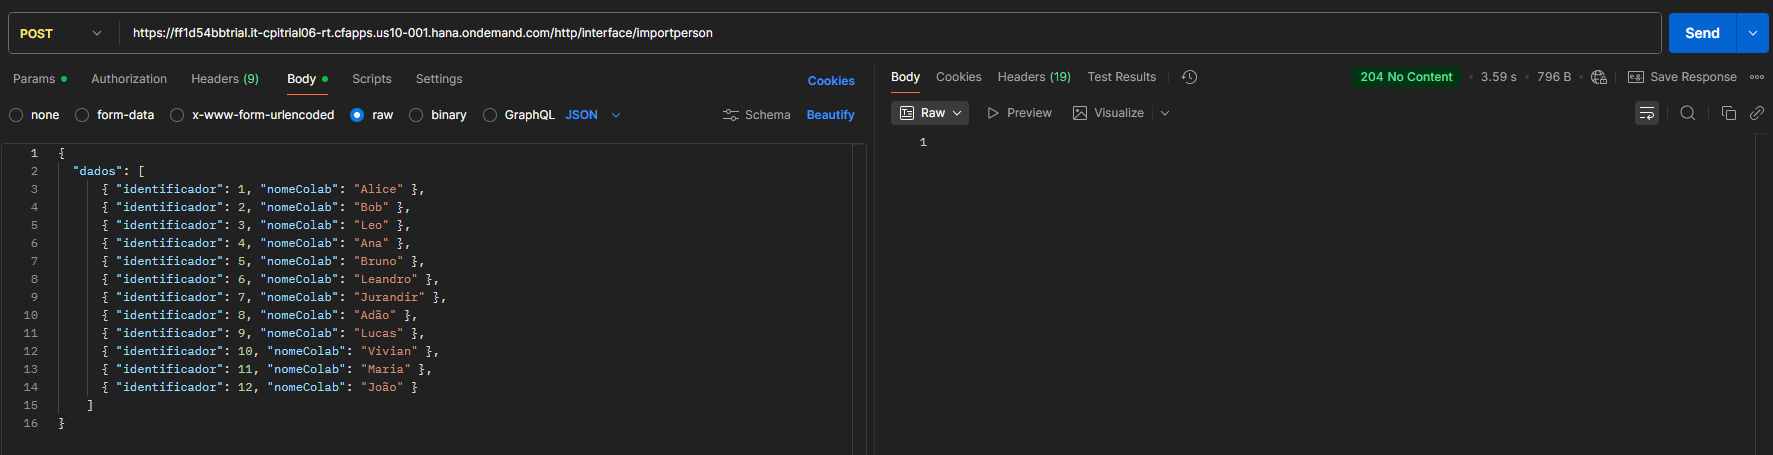 POST https://ff1d54bbtrial.it-cpitrial06-rt.cfapps.us10-001.hana.ondemand.com/http/interface/importperson Send
Params Authorization Headers (9) Body Scripts Settings Cookies
none form-data x-www-form-urlencoded raw binary GraphQL JSON Schema Beautify
1 {
2 "dados": [
3 { "identificador": 1, "nomeColab": "Alice" },
4 { "identificador": 2, "nomeColab": "Bob" },
5 { "identificador": 3, "nomeColab": "Leo" },
6 { "identificador": 4, "nomeColab": "Ana" },
7 { "identificador": 5, "nomeColab": "Bruno" },
8 { "identificador": 6, "nomeColab": "Leandro" },
9 { "identificador": 7, "nomeColab": "Jurandir" },
10 { "identificador": 8, "nomeColab": "Adão" },
11 { "identificador": 9, "nomeColab": "Lucas" },
12 { "identificador": 10, "nomeColab": "Vivian" },
13 { "identificador": 11, "nomeColab": "Maria" },
14 { "identificador": 12, "nomeColab": "João" }
15 ]
16 }
Body Cookies Headers (19) Test Results 204 No Content • 3.59 s • 796 B • e.g. Save Response
Raw Preview Visualize
1